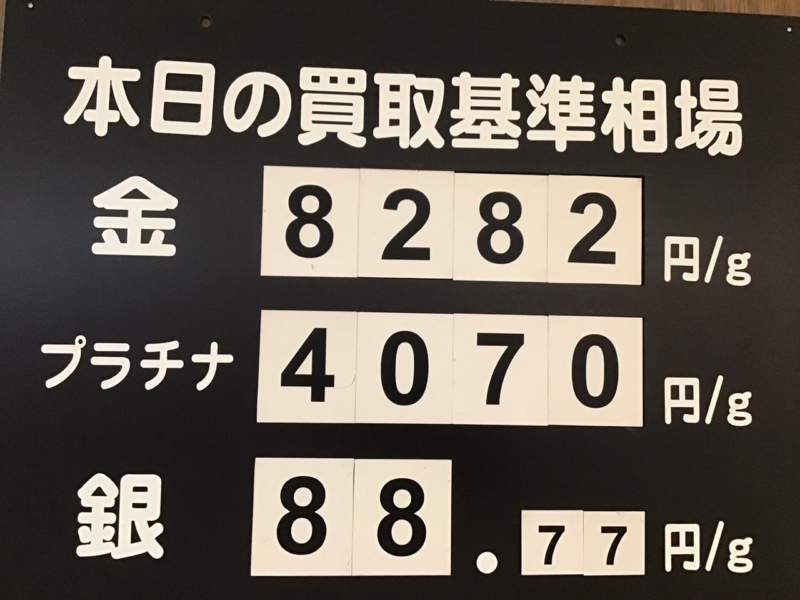 本日の買取基準相場
金 8282 円/g
プラチナ 4070 円/g
銀 88.77 円/g